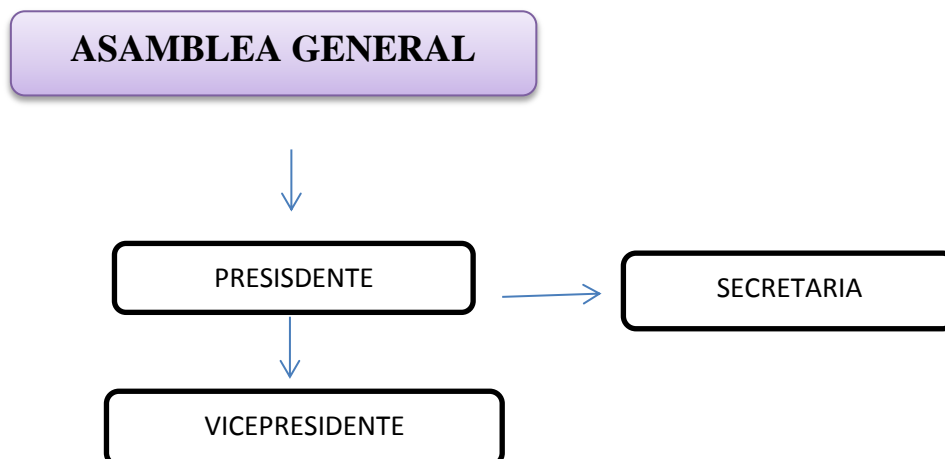 ASAMBLEA GENERAL
PRESISDENTE
SECRETARIA
VICEPRESIDENTE